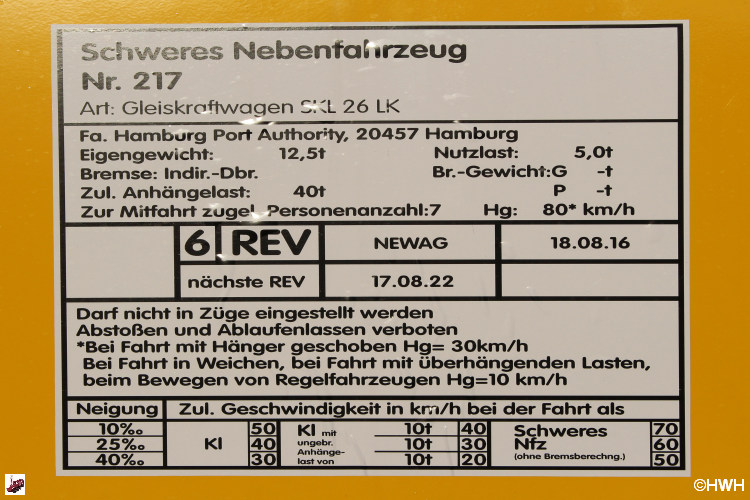 Schweres Nebenfahrzeug
Nr. 217
Art: Gleiskraftwagen SKL 26 LK
Fa. Hamburg Port Authority, 20457 Hamburg
Eigengewicht: 12,5t Nutzlast: 5,0t
Bremse: Indir.-Dbr. Br.-Gewicht:G -t
Zul. Anhängelast: 40t P -t
Zur Mitfahrt zugel. Personenanzahl:7 Hg: 80* km/h
6 REV NEWAG 18.08.16
nächste REV 17.08.22
Darf nicht in Züge eingestellt werden
Abstoßen und Ablaufenlassen verboten
*Bei Fahrt mit Hänger geschoben Hg= 30km/h
Bei Fahrt in Weichen, bei Fahrt mit überhängenden Lasten,
beim Bewegen von Regelfahrzeugen Hg=10 km/h
Neigung Zul. Geschwindigkeit in km/h bei der Fahrt als
10‰ 50 Kl mit 10t 40 Schweres 70
25‰ Kl 40 ungebr. Anhänge- 10t 30 Nfz 60
40‰ 30 last von 10t 20 (ohne Bremsberechng.) 50
©HWH